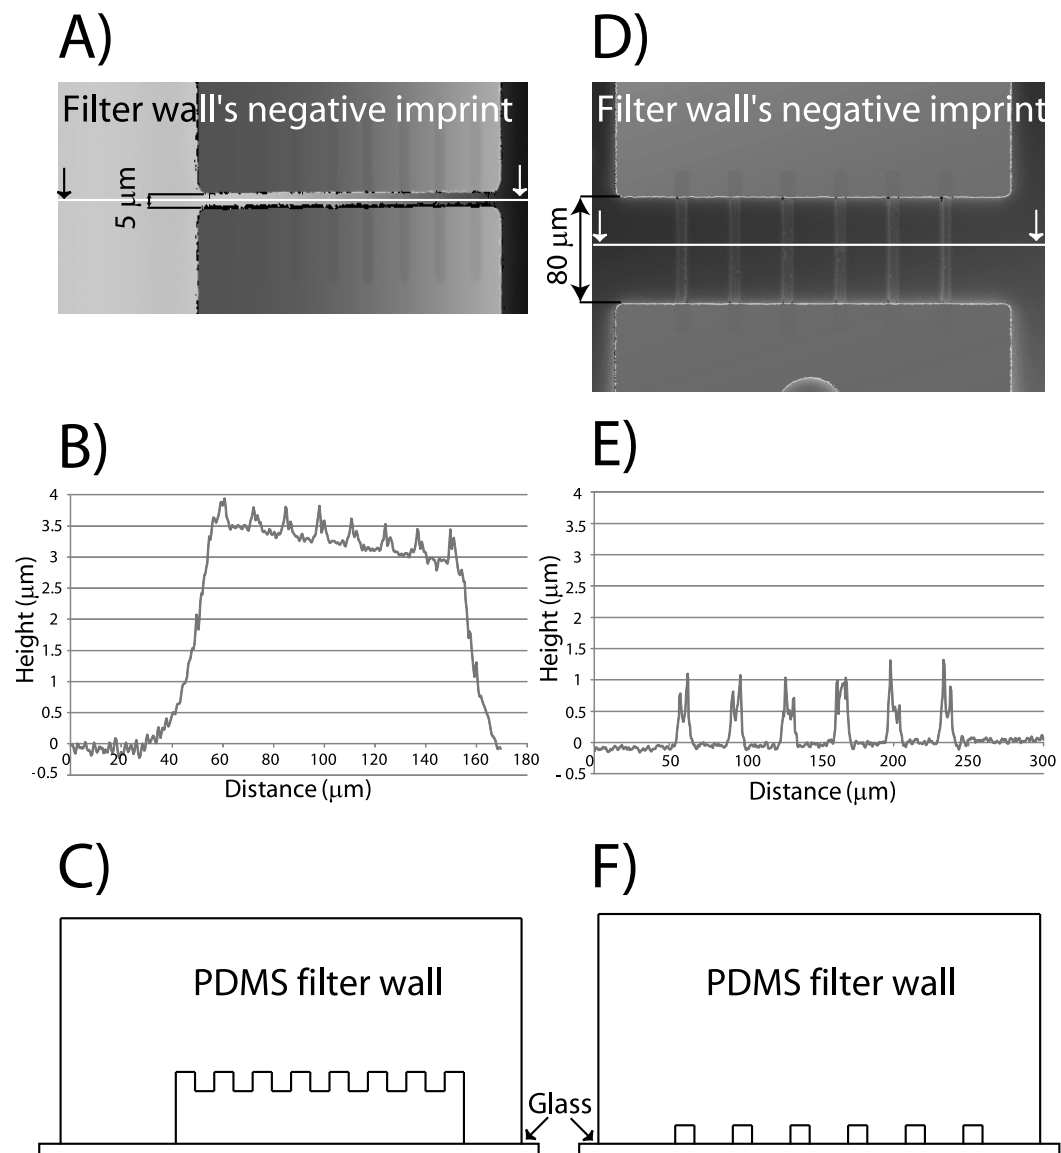 A)
Filter wall's negative imprint
5 μm
B)
4
3.5
3
2.5
2
1.5
1
0.5
0
-0.5
Height (μm)
0 20 40 60 80 100 120 140 160 180
Distance (μm)
C)
PDMS filter wall
Glass
D)
Filter wall's negative imprint
80 μm
E)
4
3.5
3
2.5
2
1.5
1
0.5
0
-0.5
Height (μm)
0 50 100 150 200 250 300
Distance (μm)
F)
PDMS filter wall